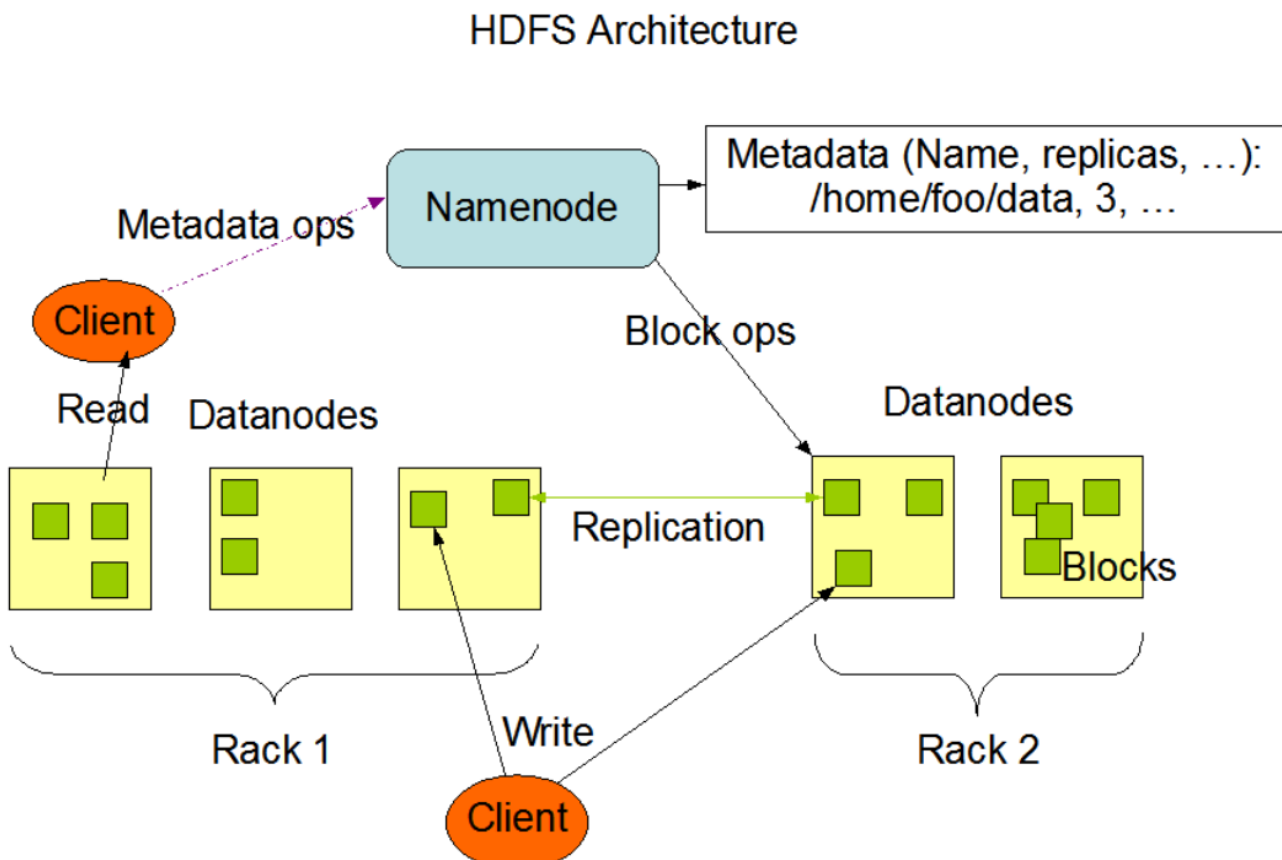 HDFS Architecture
Metadata (Name, replicas, …):
/home/foo/data, 3, …
Namenode
Metadata ops
Client
Block ops
Read
Datanodes
Datanodes
Replication
Blocks
Rack 1
Write
Rack 2
Client